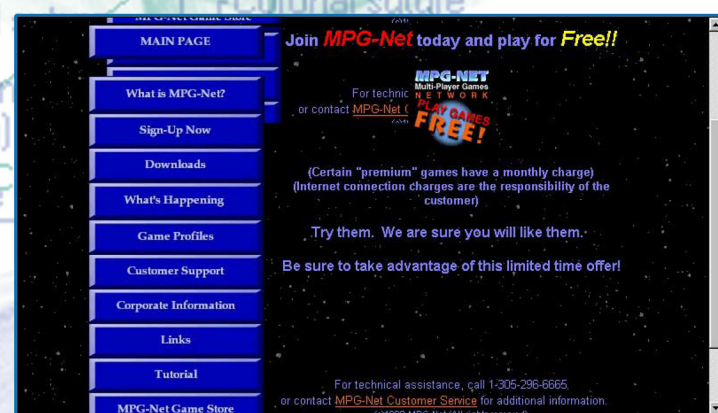 MPG-Net Game Store
MAIN PAGE
What is MPG-Net?
Sign-Up Now
Downloads
What's Happening
Game Profiles
Customer Support
Corporate Information
Links
Tutorial
MPG-Net Game Store
Join MPG-Net today and play for Free!!
For technic
or contact MPG-Net
MPG-NET
Multi-Player Games
NETWORK
PLAY GAMES
FREE!
(Certain "premium" games have a monthly charge)
(Internet connection charges are the responsibility of the
customer)
Try them. We are sure you will like them.
Be sure to take advantage of this limited time offer!
For technical assistance, call 1-305-296-6665,
or contact MPG-Net Customer Service for additional information.